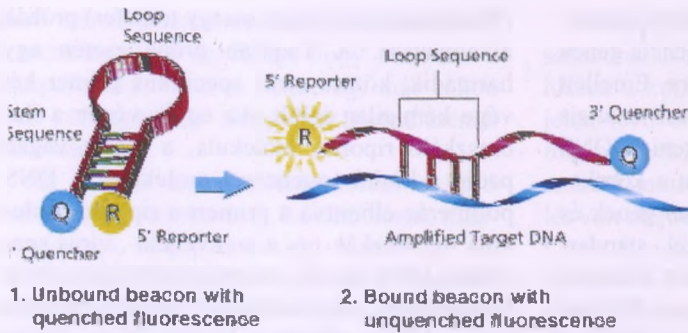 Loop
Sequence
Stem
Sequence
Q
R
5' Reporter
' Quencher
5' Reporter
Loop Sequence
3' Quencher
R
Q
Amplified Target DNA
1. Unbound beacon with
quenched fluorescence
2. Bound beacon with
unquenched fluorescence